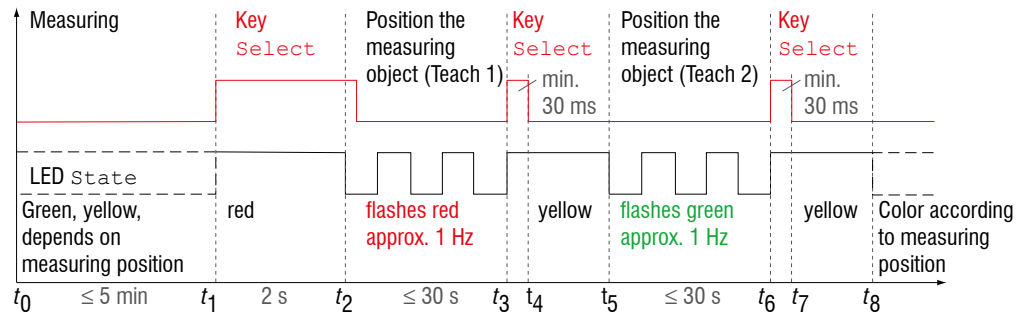 Measuring
Key
Select
Position the
measuring
object (Teach 1)
Key
Select
min.
30 ms
Position the
measuring
object (Teach 2)
Key
Select
min.
30 ms
LED State
Green, yellow,
depends on
measuring position
red
flashes red
approx. 1 Hz
yellow
flashes green
approx. 1 Hz
yellow
Color according
to measuring
position
t0
≤ 5 min
t1
2 s
t2
≤ 30 s
t3
t4
t5
≤ 30 s
t6
t7
t8